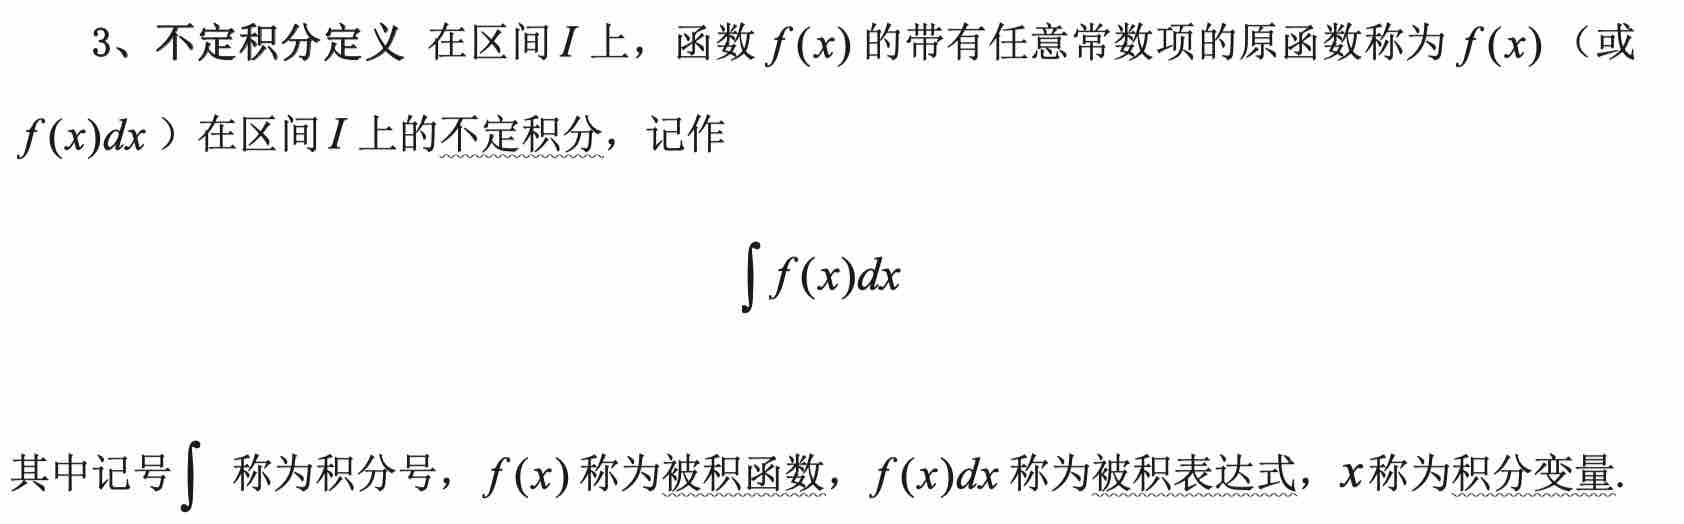 3、不定积分定义 在区间 I 上，函数 f(x) 的带有任意常数项的原函数称为 f(x)（或
f(x)dx）在区间 I 上的不定积分，记作
∫ f(x)dx
其中记号∫ 称为积分号，f(x) 称为被积函数，f(x)dx 称为被积表达式，x 称为积分变量.